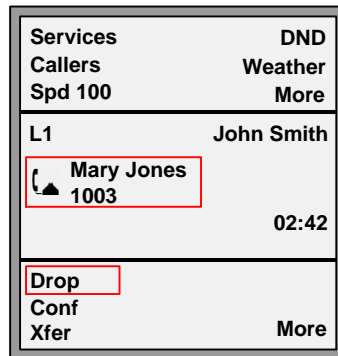 Services DND
Callers Weather
Spd 100 More
L1 John Smith
Mary Jones
1003
02:42
Drop
Conf
Xfer More